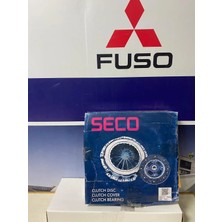 FUSO
SECO
CLUTCH DISC
CLUTCH COVER
CLUTCH BEARING